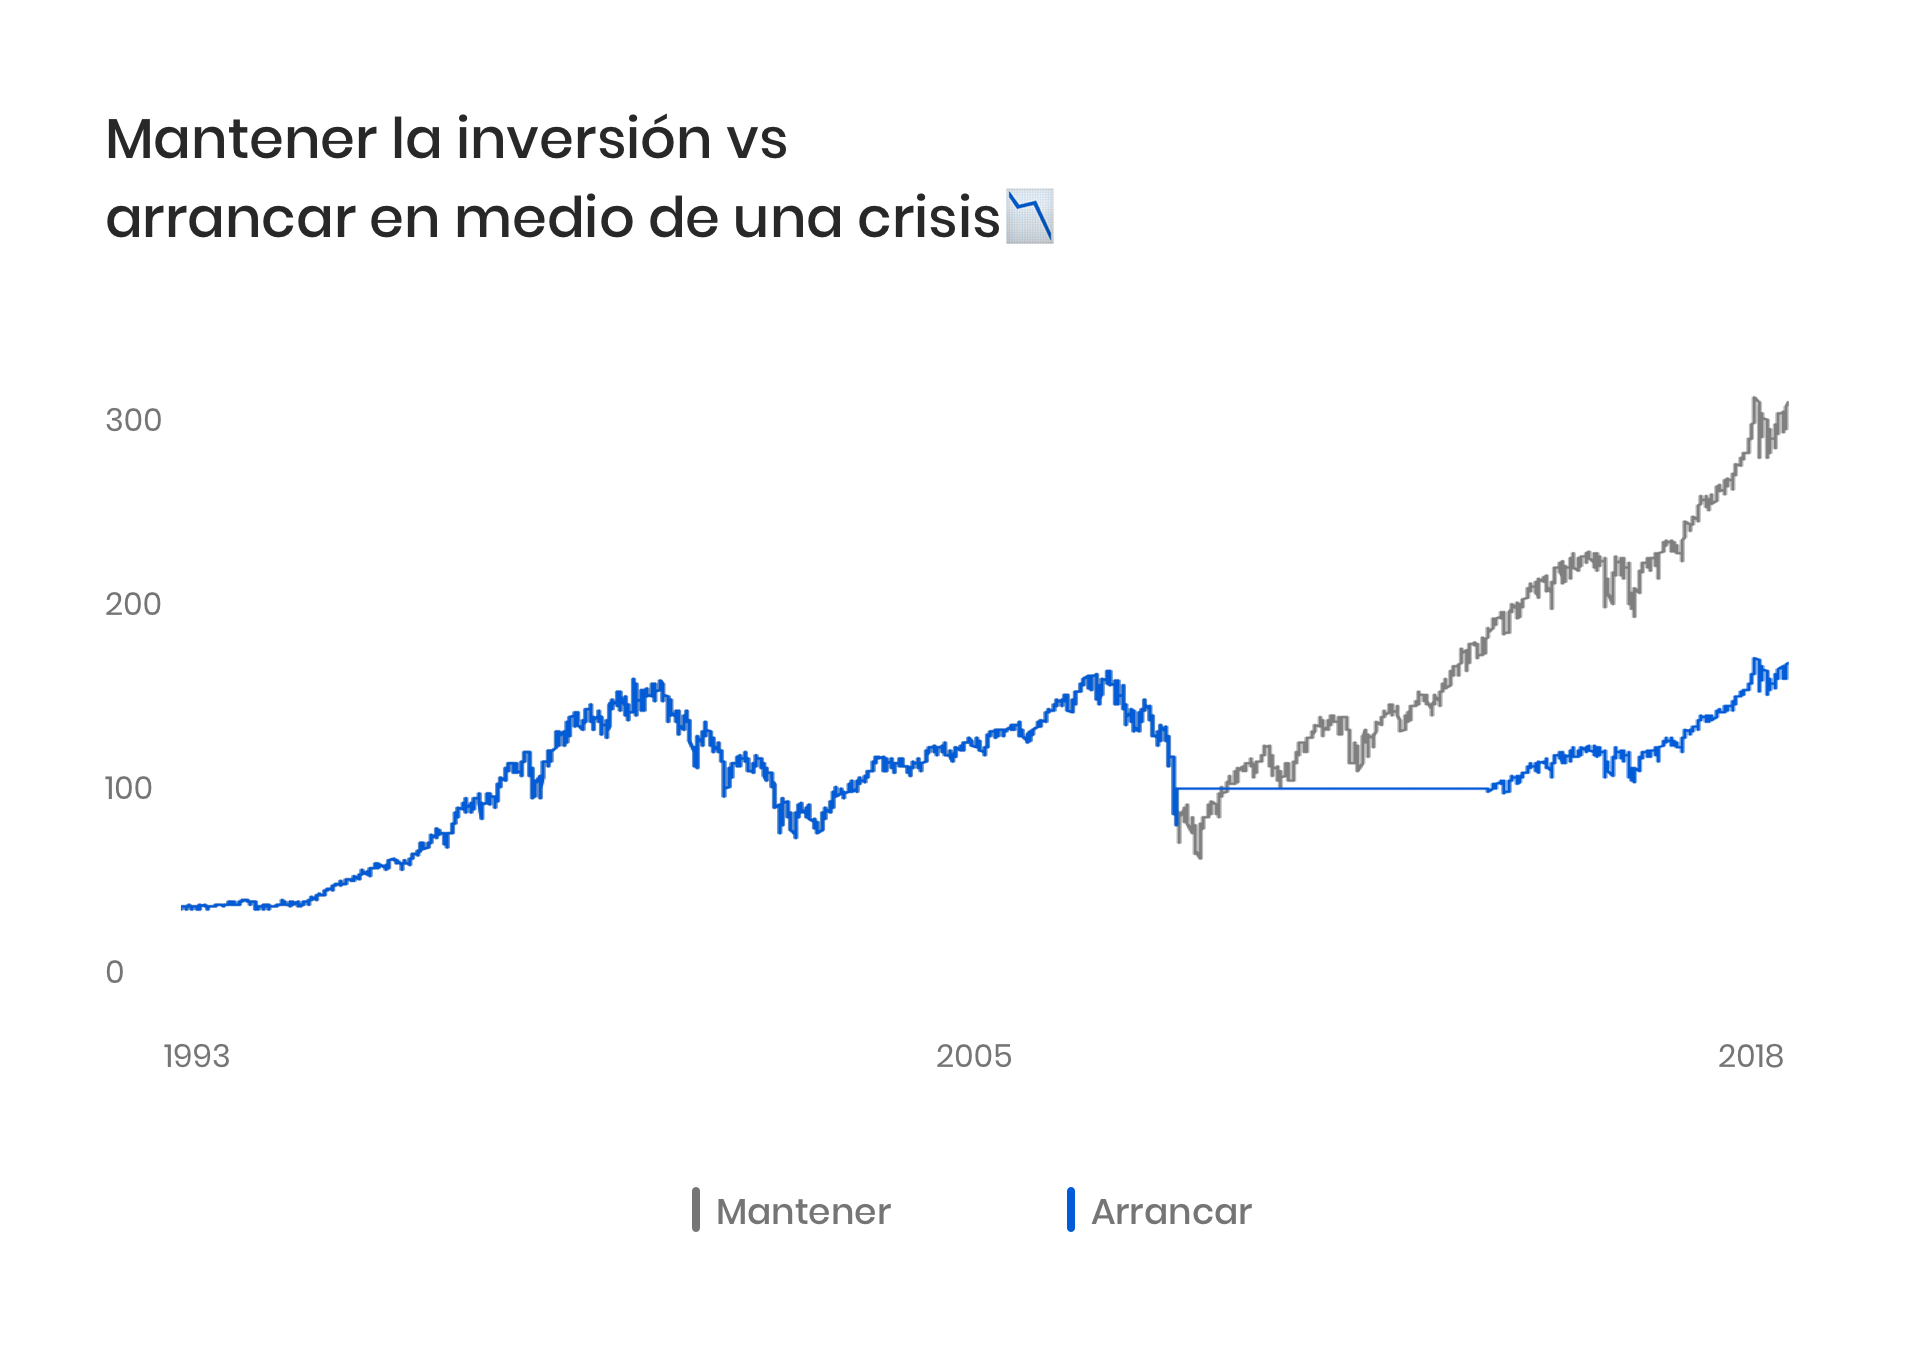 Mantener la inversión vs
arrancar en medio de una crisis
300
200
100
0
1993 2005 2018
Mantener Arrancar